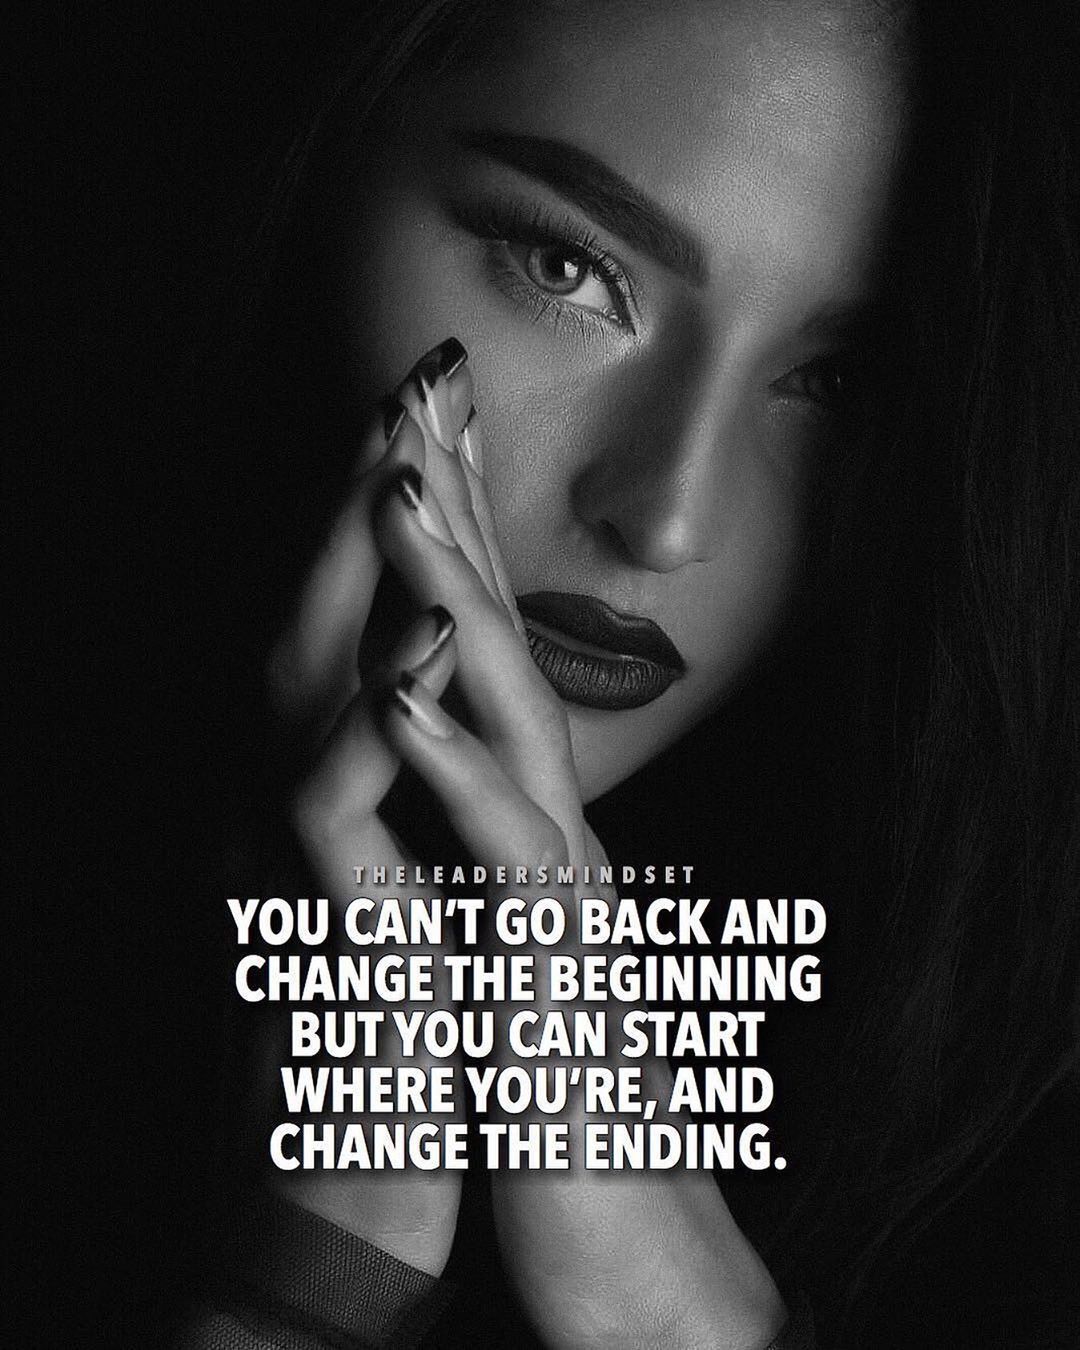 THELEADERSMINDSET
YOU CAN'T GO BACK AND
CHANGE THE BEGINNING
BUT YOU CAN START
WHERE YOU'RE, AND
CHANGE THE ENDING.